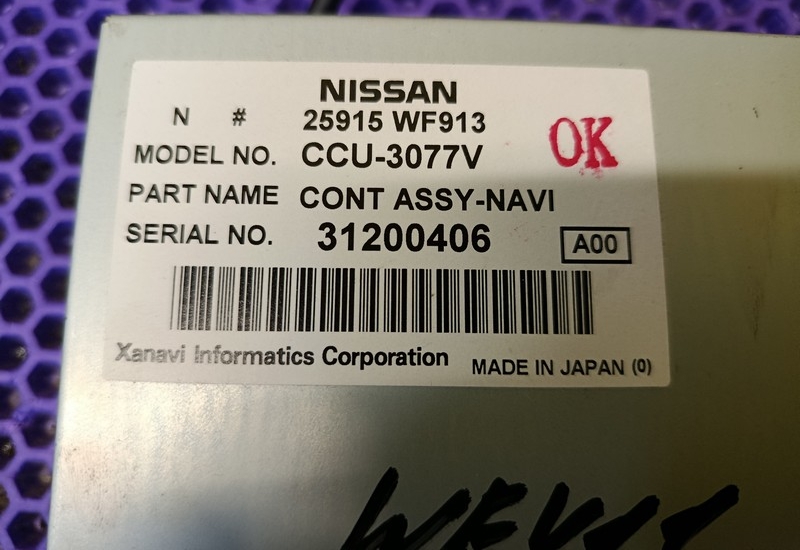 NISSAN
N # 25915 WF913
OK
MODEL NO. CCU-3077V
PART NAME CONT ASSY-NAVI
SERIAL NO. 31200406
A00
Xanavi Informatics Corporation
MADE IN JAPAN (0)